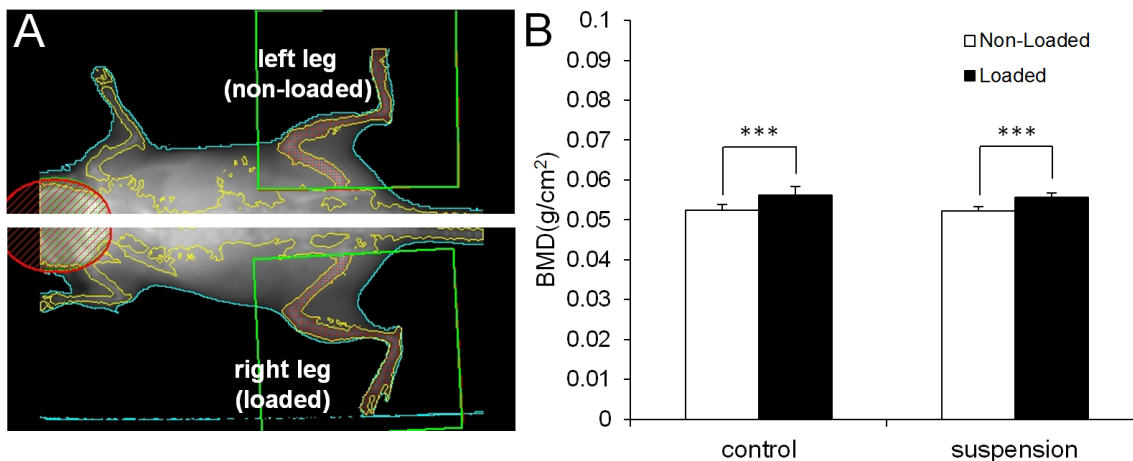 A
left leg
(non-loaded)
right leg
(loaded)
B
BMD(g/cm²)
0.1
0.09
0.08
0.07
0.06
0.05
0.04
0.03
0.02
0.01
0
Non-Loaded
Loaded
***
***
control
suspension